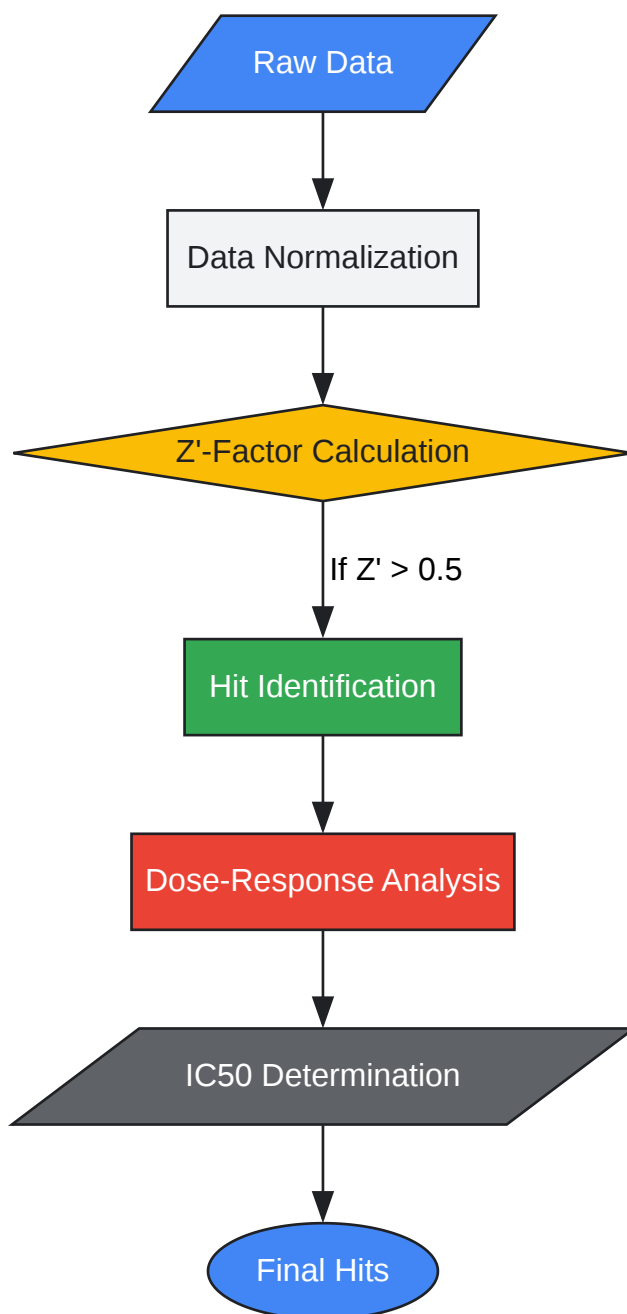 Raw Data
Data Normalization
Z'-Factor Calculation
If Z' > 0.5
Hit Identification
Dose-Response Analysis
IC50 Determination
Final Hits